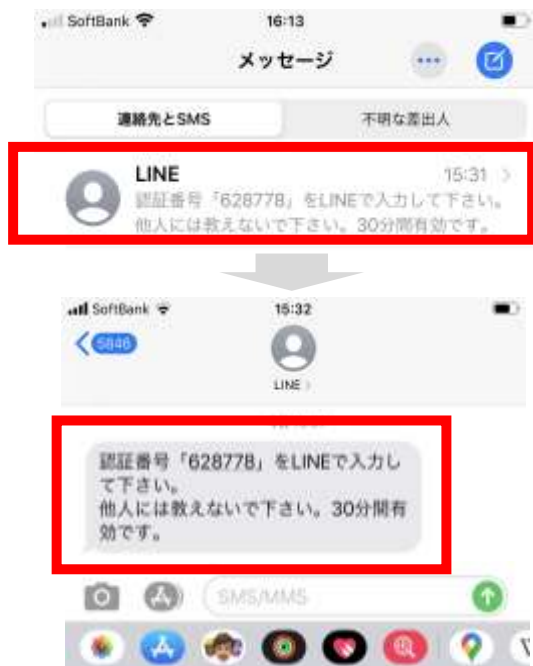 SoftBank 16:13
メッセージ
連絡先とSMS 不明な差出人
LINE 15:31
認証番号「628778」をLINEで入力して下さい。
他人には教えないで下さい。30分間有効です。
SoftBank 15:32
5846
LINE
認証番号「628778」をLINEで入力し
て下さい。
他人には教えないで下さい。30分間有
効です。
SMS/MMS